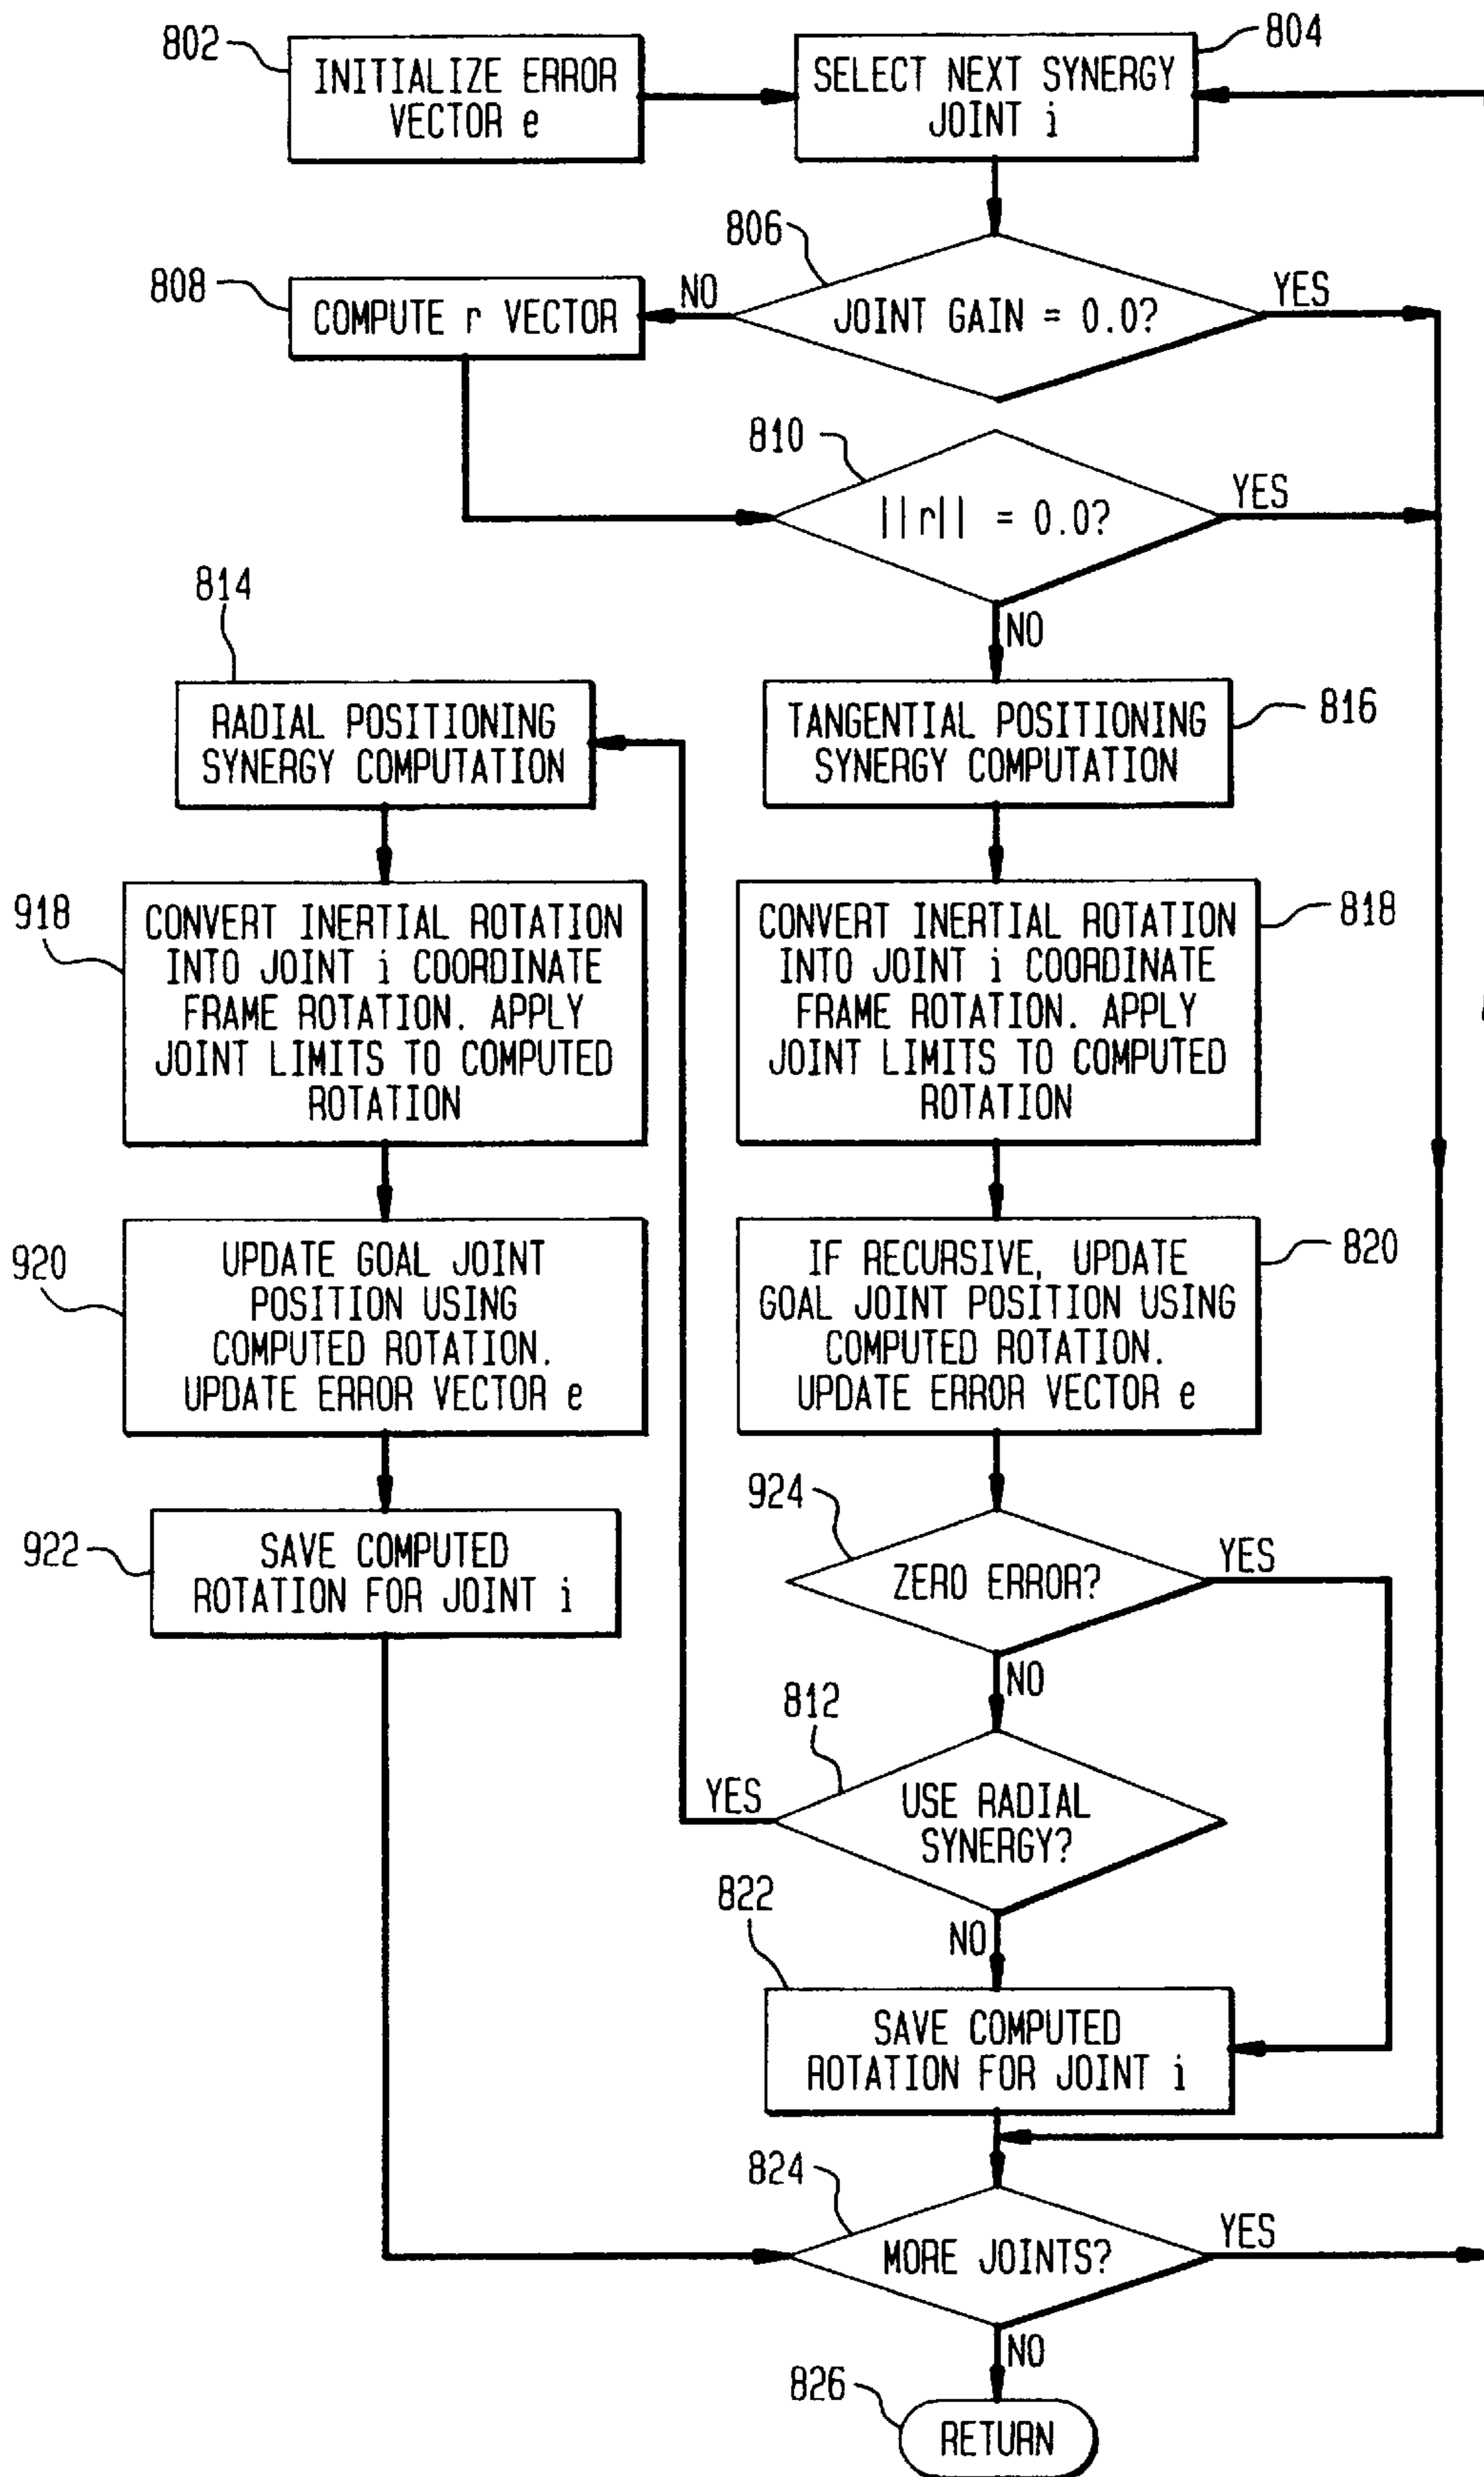 802
INITIALIZE ERROR
VECTOR e
804
SELECT NEXT SYNERGY
JOINT i
806
JOINT GAIN = 0.0?
NO
YES
808
COMPUTE r VECTOR
810
||r|| = 0.0?
YES
NO
814
RADIAL POSITIONING
SYNERGY COMPUTATION
816
TANGENTIAL POSITIONING
SYNERGY COMPUTATION
918
CONVERT INERTIAL ROTATION
INTO JOINT i COORDINATE
FRAME ROTATION. APPLY
JOINT LIMITS TO COMPUTED
ROTATION
818
CONVERT INERTIAL ROTATION
INTO JOINT i COORDINATE
FRAME ROTATION. APPLY
JOINT LIMITS TO COMPUTED
ROTATION
920
UPDATE GOAL JOINT
POSITION USING
COMPUTED ROTATION.
UPDATE ERROR VECTOR e
820
IF RECURSIVE, UPDATE
GOAL JOINT POSITION USING
COMPUTED ROTATION.
UPDATE ERROR VECTOR e
922
SAVE COMPUTED
ROTATION FOR JOINT i
924
ZERO ERROR?
YES
NO
812
USE RADIAL
SYNERGY?
YES
NO
822
SAVE COMPUTED
ROTATION FOR JOINT i
824
MORE JOINTS?
YES
NO
826
RETURN